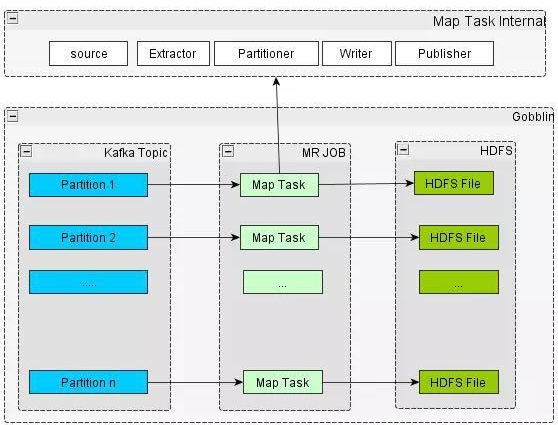 Map Task Internal
source Extractor Partitioner Writer Publisher
Gobblin
Kafka Topic MR JOB HDFS
Partition 1 Map Task HDFS File
Partition 2 Map Task HDFS File
..... ... ...
Partition n Map Task HDFS File